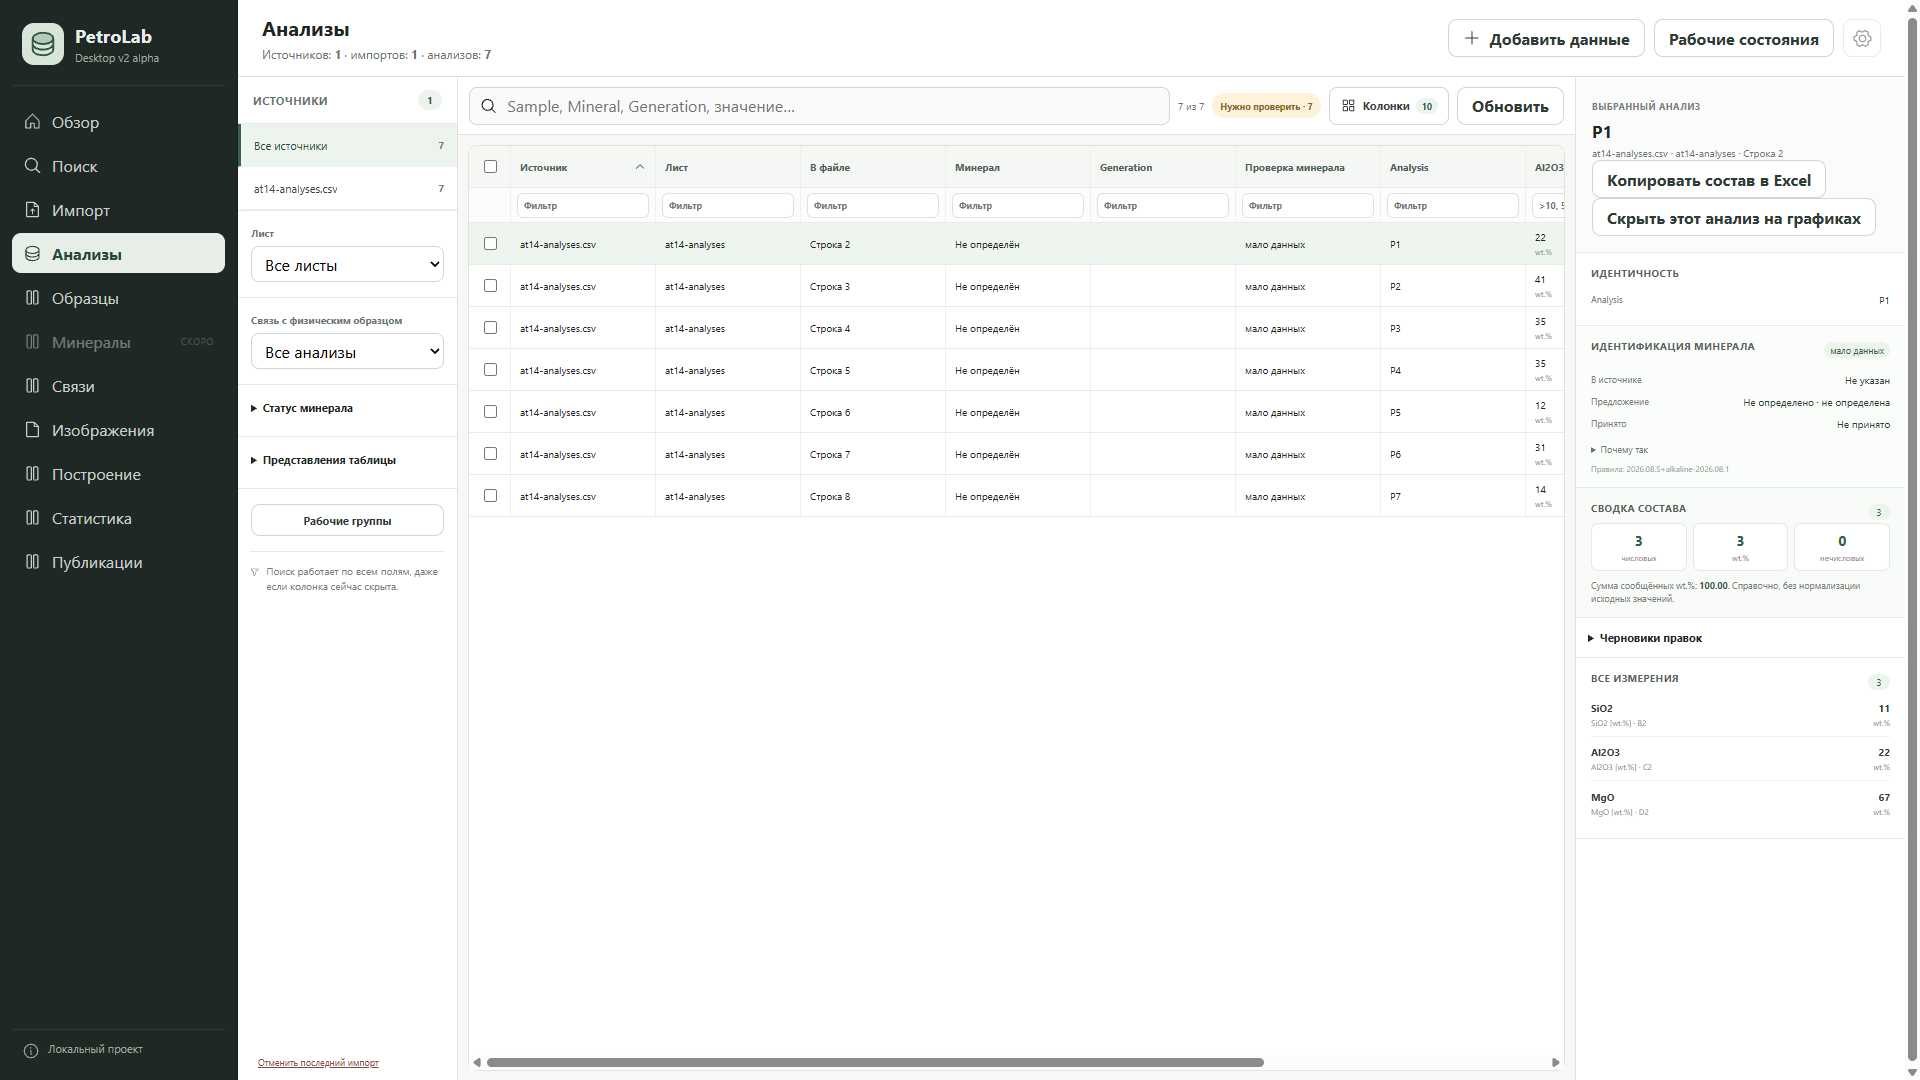 PetroLab
Desktop v2 alpha
Обзор
Поиск
Импорт
Анализы
Образцы
Минералы СКОРО
Связи
Изображения
Построение
Статистика
Публикации
Локальный проект
Анализы
Источников: 1 · импортов: 1 · анализов: 7
Добавить данные
Рабочие состояния
ИСТОЧНИКИ 1
Все источники 7
at14-analyses.csv 7
Лист
Все листы
Связь с физическим образцом
Все анализы
Статус минерала
Представления таблицы
Рабочие группы
Поиск работает по всем полям, даже
если колонка сейчас скрыта.
Отменить последний импорт
Sample, Mineral, Generation, значение...
7 из 7
Нужно проверить · 7
Колонки 10
Обновить
Источник Лист В файле Минерал Generation Проверка минерала Analysis Al2O3
Фильтр Фильтр Фильтр Фильтр Фильтр Фильтр Фильтр >10, 5
at14-analyses.csv at14-analyses Строка 2 Не определён мало данных P1 22
wt.%
at14-analyses.csv at14-analyses Строка 3 Не определён мало данных P2 41
wt.%
at14-analyses.csv at14-analyses Строка 4 Не определён мало данных P3 35
wt.%
at14-analyses.csv at14-analyses Строка 5 Не определён мало данных P4 35
wt.%
at14-analyses.csv at14-analyses Строка 6 Не определён мало данных P5 12
wt.%
at14-analyses.csv at14-analyses Строка 7 Не определён мало данных P6 31
wt.%
at14-analyses.csv at14-analyses Строка 8 Не определён мало данных P7 14
wt.%
ВЫБРАННЫЙ АНАЛИЗ
P1
at14-analyses.csv · at14-analyses · Строка 2
Копировать состав в Excel
Скрыть этот анализ на графиках
ИДЕНТИЧНОСТЬ
Analysis P1
ИДЕНТИФИКАЦИЯ МИНЕРАЛА мало данных
В источнике Не указан
Предложение Не определено · не определена
Принято Не принято
Почему так
Правила: 2026.08.5+alkaline-2026.08.1
СВОДКА СОСТАВА 3
3 3 0
числовых wt.% нечисловых
Сумма сообщённых wt.%: 100.00. Справочно, без нормализации
исходных значений.
Черновики правок
ВСЕ ИЗМЕРЕНИЯ 3
SiO2 11
SiO2 [wt.%] · B2 wt.%
Al2O3 22
Al2O3 [wt.%] · C2 wt.%
MgO 67
MgO [wt.%] · D2 wt.%